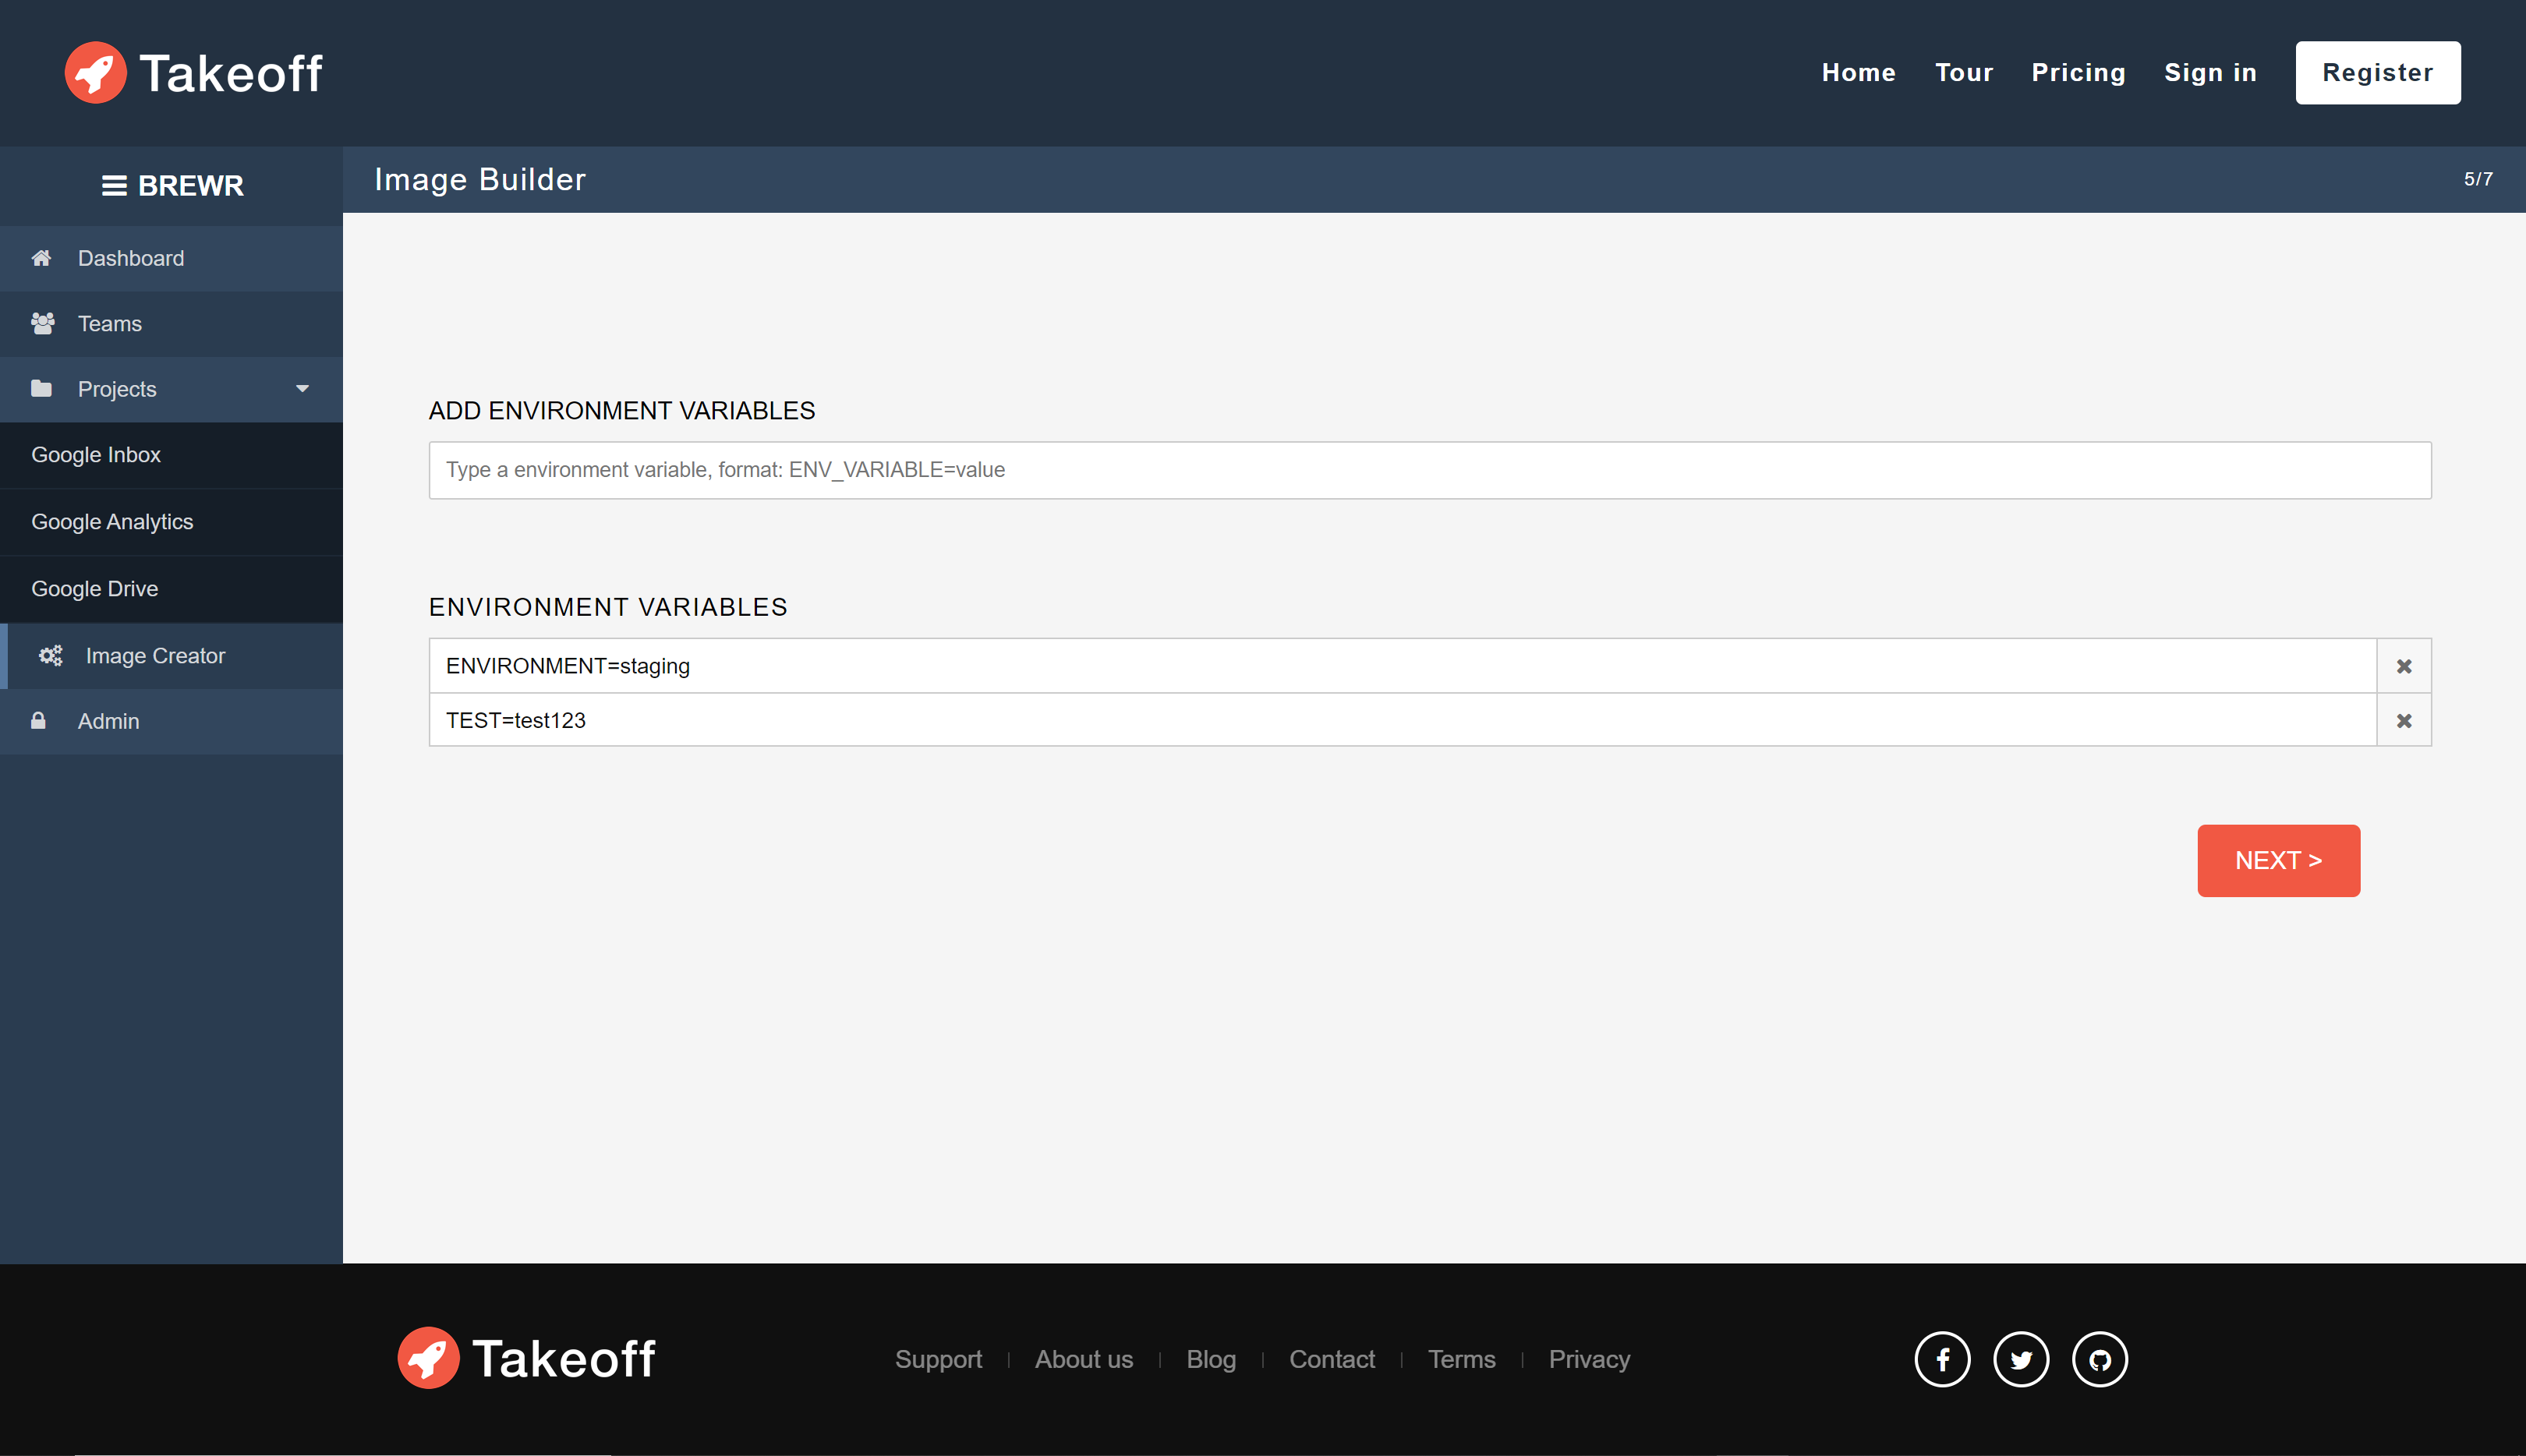 Takeoff
Home Tour Pricing Sign in Register
BREWR
Image Builder 5/7
Dashboard
Teams
Projects
Google Inbox
Google Analytics
Google Drive
Image Creator
Admin
ADD ENVIRONMENT VARIABLES
Type a environment variable, format: ENV_VARIABLE=value
ENVIRONMENT VARIABLES
ENVIRONMENT=staging
TEST=test123
NEXT >
Takeoff
Support | About us | Blog | Contact | Terms | Privacy